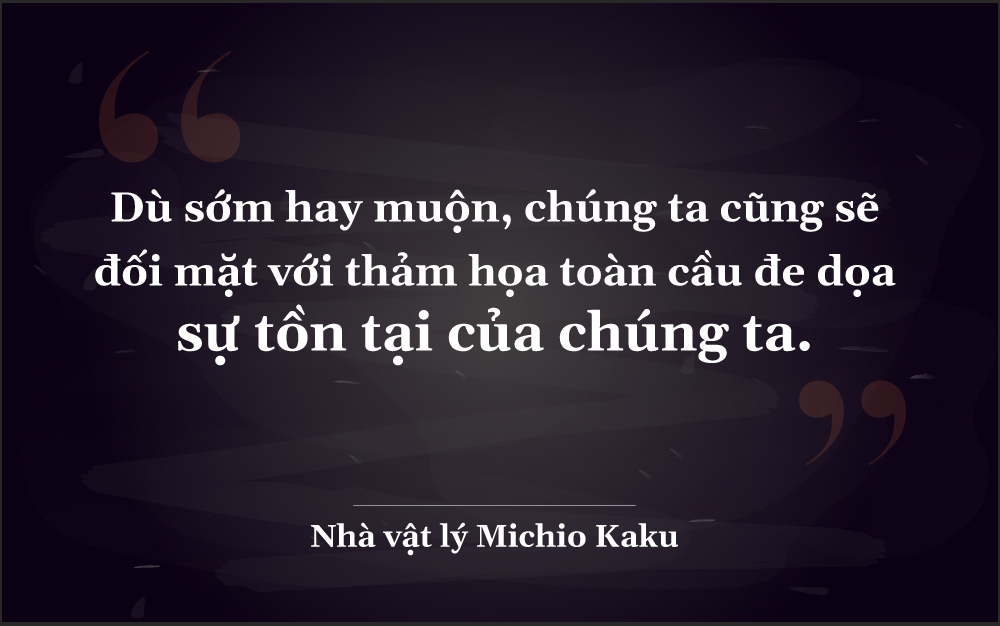 Dù sớm hay muộn, chúng ta cũng sẽ
đối mặt với thảm họa toàn cầu đe dọa
sự tồn tại của chúng ta.
Nhà vật lý Michio Kaku